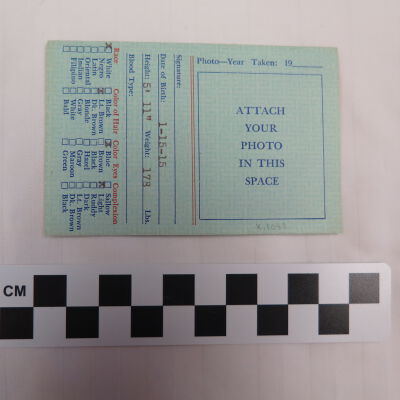 Photo—Year Taken: 19
ATTACH
YOUR
PHOTO
IN THIS
SPACE
Signature:
Date of Birth: 1-15-15
Height: 5' 11" Weight: 173 Lbs.
Blood Type:
Race Color of Hair Color Eyes Complexion
X White Black X Blue Sallow
Negro X Lt. Brown Brown X Light
Latin Dk. Brown Black Ruddy
Oriental Blonde Hazel Dark
Indian Gray Gray Lt. Brown
Filipino White Maroon Dk. Brown
Bald Green Black
CM